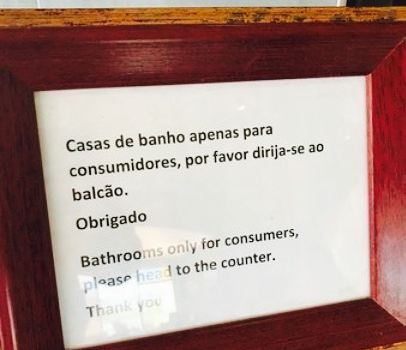 Casas de banho apenas para
consumidores, por favor dirija-se ao
balcão.
Obrigado
Bathrooms only for consumers,
please head to the counter.
Thank you